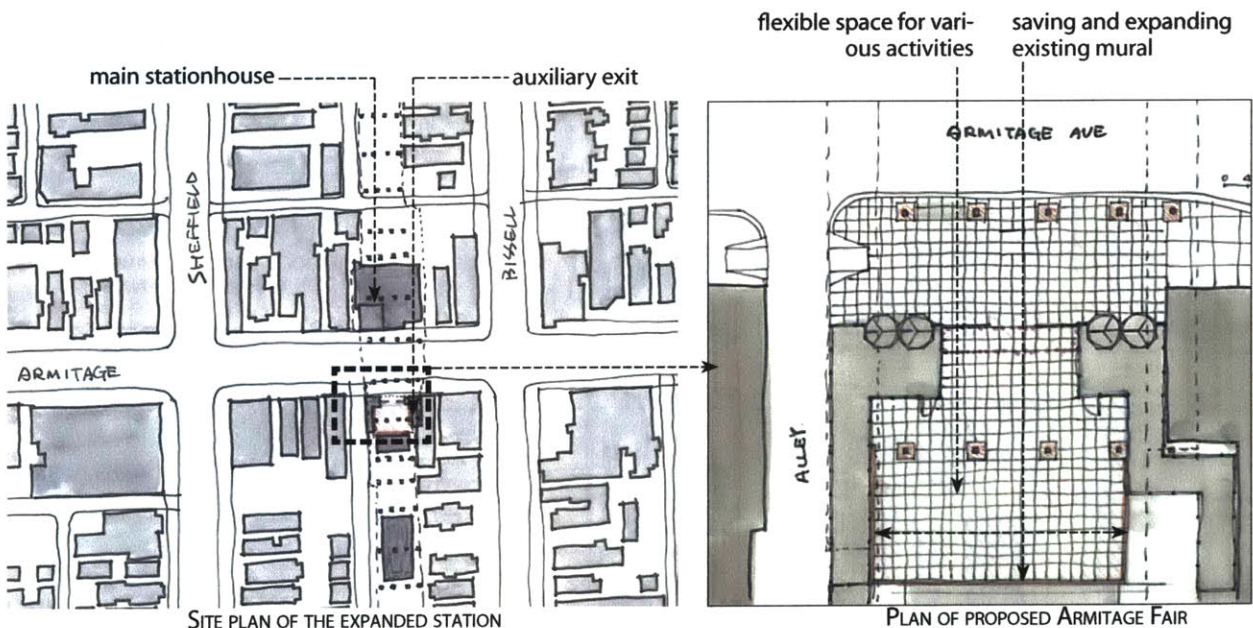 flexible space for vari-
ous activities
saving and expanding
existing mural
main stationhouse
auxiliary exit
ARMITAGE AVE
SHEFFIELD
BISSELL
ARMITAGE
ALLEY
SITE PLAN OF THE EXPANDED STATION
PLAN OF PROPOSED ARMITAGE FAIR